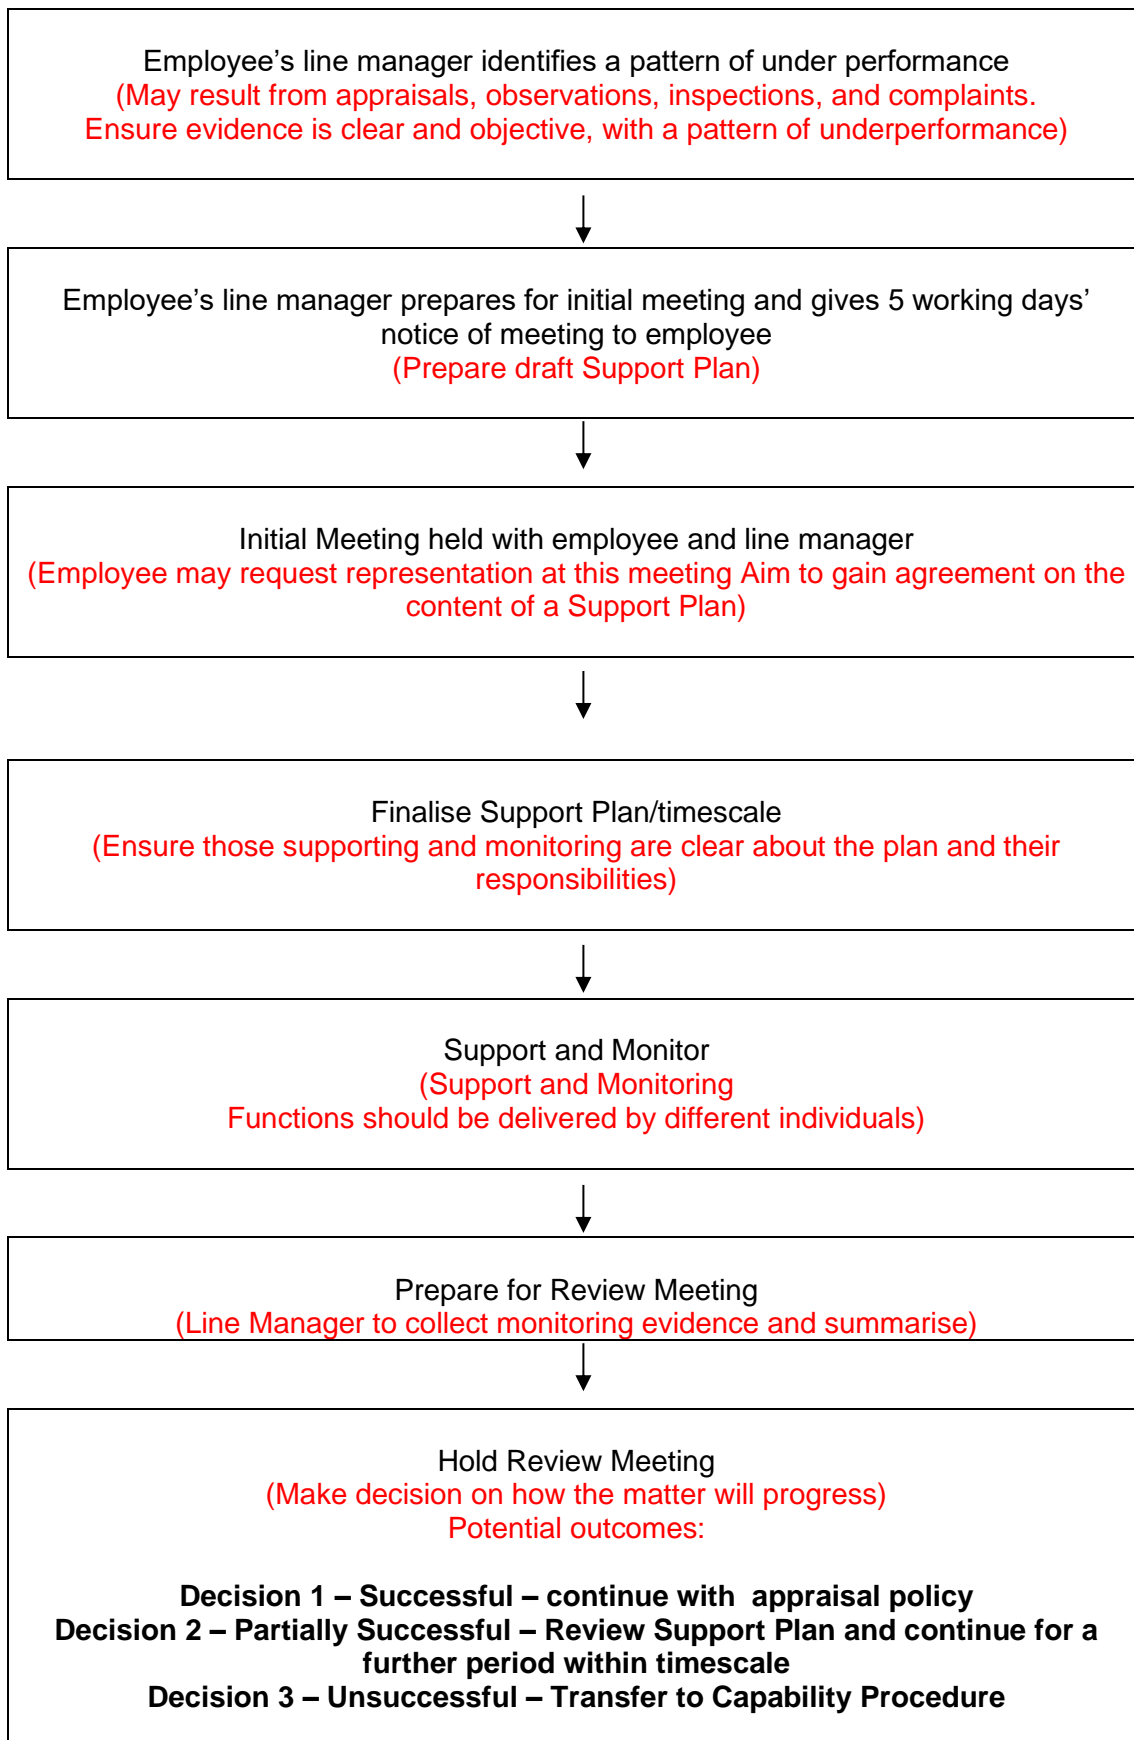 Employee’s line manager identifies a pattern of under performance
(May result from appraisals, observations, inspections, and complaints.
Ensure evidence is clear and objective, with a pattern of underperformance)
Employee’s line manager prepares for initial meeting and gives 5 working days’
notice of meeting to employee
(Prepare draft Support Plan)
Initial Meeting held with employee and line manager
(Employee may request representation at this meeting Aim to gain agreement on the
content of a Support Plan)
Finalise Support Plan/timescale
(Ensure those supporting and monitoring are clear about the plan and their
responsibilities)
Support and Monitor
(Support and Monitoring
Functions should be delivered by different individuals)
Prepare for Review Meeting
(Line Manager to collect monitoring evidence and summarise)
Hold Review Meeting
(Make decision on how the matter will progress)
Potential outcomes:
Decision 1 – Successful – continue with  appraisal policy
Decision 2 – Partially Successful – Review Support Plan and continue for a
further period within timescale
Decision 3 – Unsuccessful – Transfer to Capability Procedure